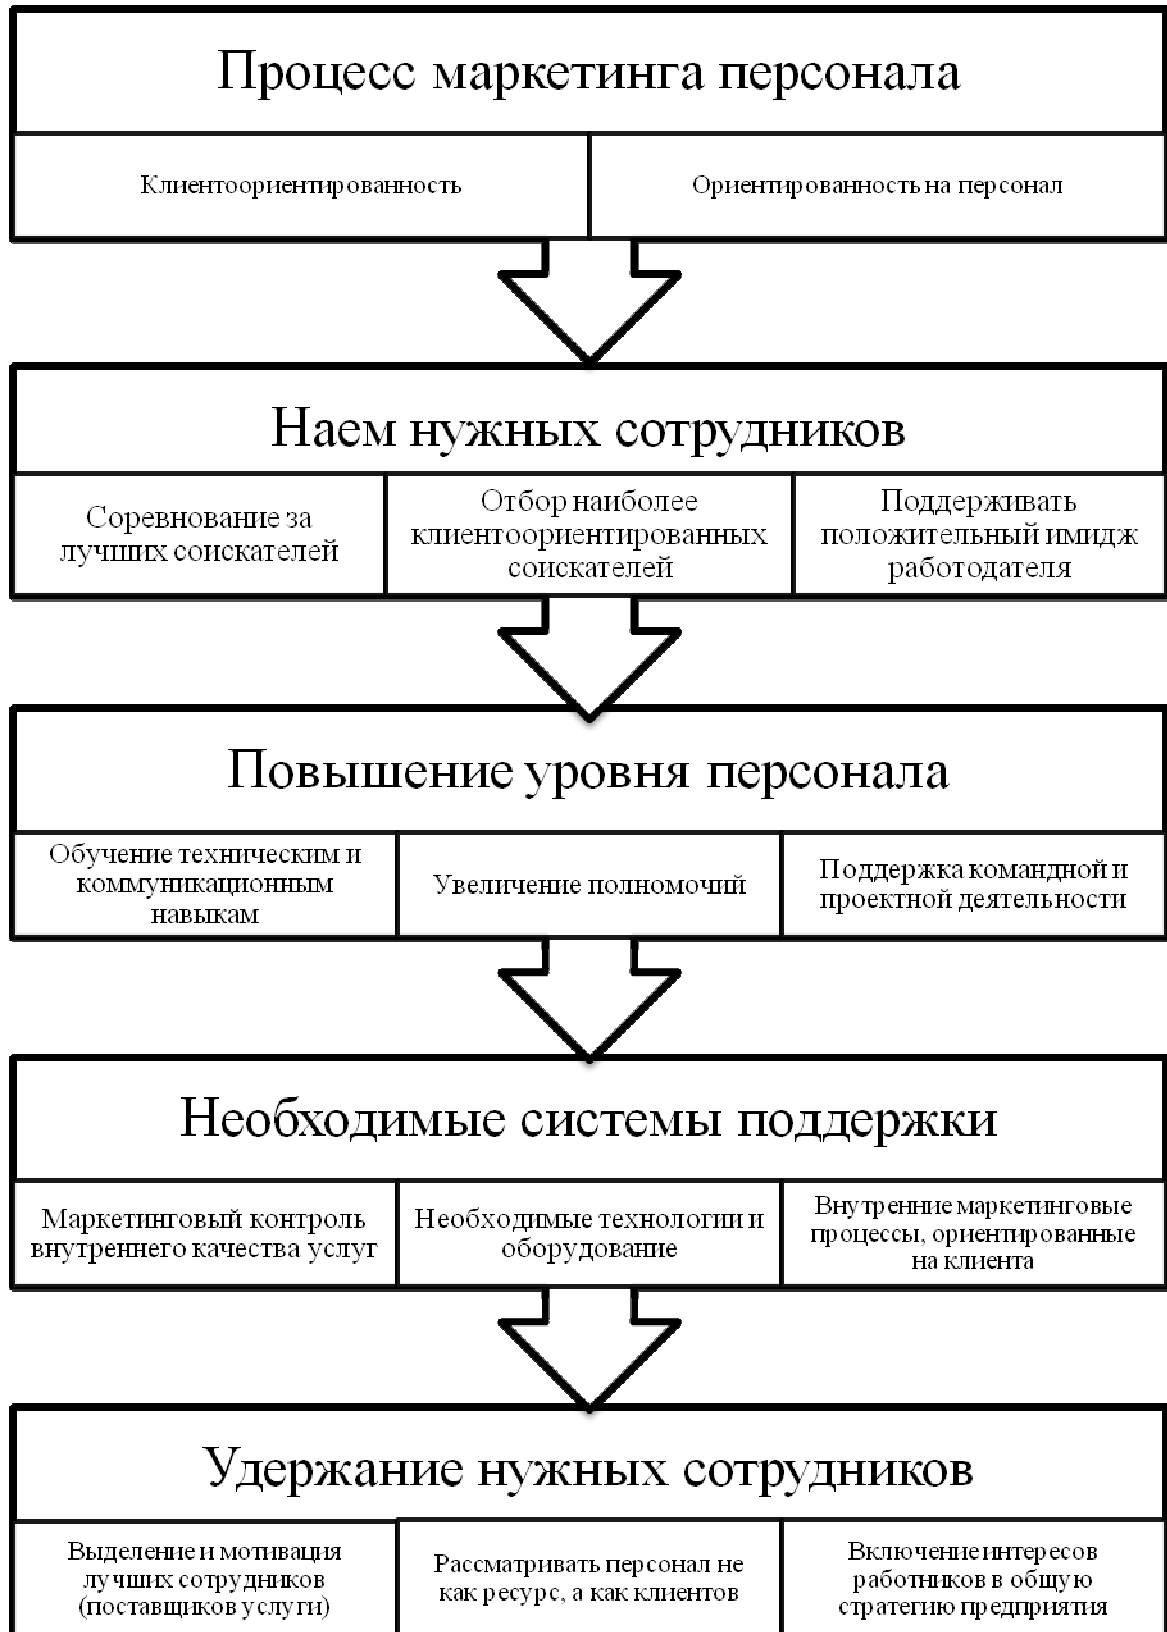 Процесс маркетинга персонала
Клиентоориентированность
Ориентированность на персонал
Наем нужных сотрудников
Соревнование за
лучших соискателей
Отбор наиболее
клиентоориентированных
соискателей
Поддерживать
положительный имидж
работодателя
Повышение уровня персонала
Обучение техническим и
коммуникационным
навыкам
Увеличение полномочий
Поддержка командной и
проектной деятельности
Необходимые системы поддержки
Маркетинговый контроль
внутреннего качества услуг
Необходимые технологии и
оборудование
Внутренние маркетинговые
процессы, ориентированные
на клиента
Удержание нужных сотрудников
Выделение и мотивация
лучших сотрудников
(поставщиков услуги)
Рассматривать персонал не
как ресурс, а как клиентов
Включение интересов
работников в общую
стратегию предприятия